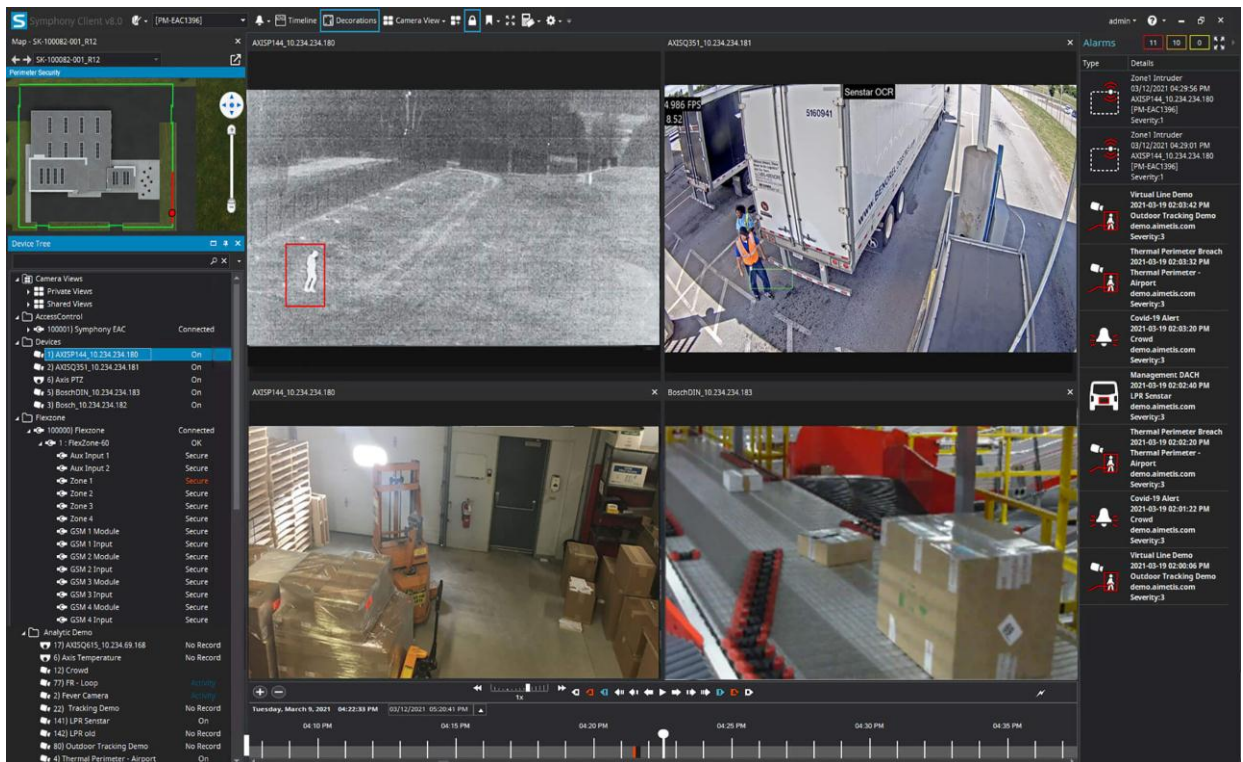 Symphony Client v8.0 [PM-EAC1396] Timeline Decorations Camera View admin
Map - SK-100082-001_R12
SK-100082-001_R12
Perimeter Security
Device Tree
Camera Views
Private Views
Shared Views
AccessControl
100001) Symphony EAC Connected
Devices
1) AXISP144_10.234.234.180 On
2) AXISQ351_10.234.234.181 On
6) Axis PTZ On
5) BoschDIN_10.234.234.183 On
3) Bosch_10.234.234.182 On
Flexzone
100000) Flexzone Connected
1 : FlexZone-60 OK
Aux Input 1 Secure
Aux Input 2 Secure
Zone 1 Secure
Zone 2 Secure
Zone 3 Secure
Zone 4 Secure
GSM 1 Module Secure
GSM 1 Input Secure
GSM 2 Module Secure
GSM 2 Input Secure
GSM 3 Module Secure
GSM 3 Input Secure
GSM 4 Module Secure
GSM 4 Input Secure
Analytic Demo
17) AXISQ615_10.234.69.168 No Record
6) Axis Temperature No Record
12) Crowd
77) FR - Loop Activity
2) Fever Camera Activity
22) Tracking Demo No Record
141) LPR Senstar On
142) LPR old No Record
80) Outdoor Tracking Demo No Record
4) Thermal Perimeter - Airport On
AXISP144_10.234.234.180
AXISQ351_10.234.234.181
4.986 FPS
8.52
Senstar OCR
5160941
AXISP144_10.234.234.180
BoschDIN_10.234.234.183
1x
Tuesday, March 9, 2021 04:22:33 PM 03/12/2021 05:20:41 PM
04:10 PM 04:15 PM 04:20 PM 04:25 PM 04:30 PM 04:35 PM
Alarms 11 10 0
Type Details
Zone1 Intruder
03/12/2021 04:29:56 PM
AXISP144_10.234.234.180
[PM-EAC1396]
Severity:1
Zone1 Intruder
03/12/2021 04:29:01 PM
AXISP144_10.234.234.180
[PM-EAC1396]
Severity:1
Virtual Line Demo
2021-03-19 02:03:42 PM
Outdoor Tracking Demo
demo.aimetis.com
Severity:3
Thermal Perimeter Breach
2021-03-19 02:03:32 PM
Thermal Perimeter -
Airport
demo.aimetis.com
Severity:3
Covid-19 Alert
2021-03-19 02:03:20 PM
Crowd
demo.aimetis.com
Severity:3
Management DACH
2021-03-19 02:02:40 PM
LPR Senstar
demo.aimetis.com
Severity:3
Thermal Perimeter Breach
2021-03-19 02:02:20 PM
Thermal Perimeter -
Airport
demo.aimetis.com
Severity:3
Covid-19 Alert
2021-03-19 02:01:22 PM
Crowd
demo.aimetis.com
Severity:3
Virtual Line Demo
2021-03-19 02:00:06 PM
Outdoor Tracking Demo
demo.aimetis.com
Severity:3